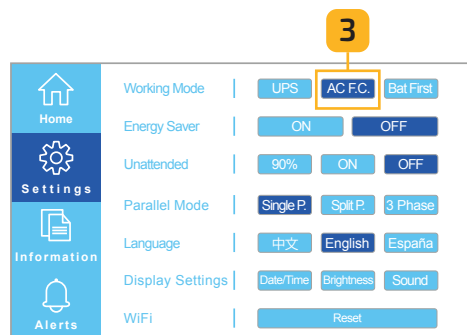 3
Home
Settings
Information
Alerts
Working Mode UPS AC F.C. Bat First
Energy Saver ON OFF
Unattended 90% ON OFF
Parallel Mode Single P. Split P. 3 Phase
Language 中文 English España
Display Settings Date/Time Brightness Sound
WiFi Reset